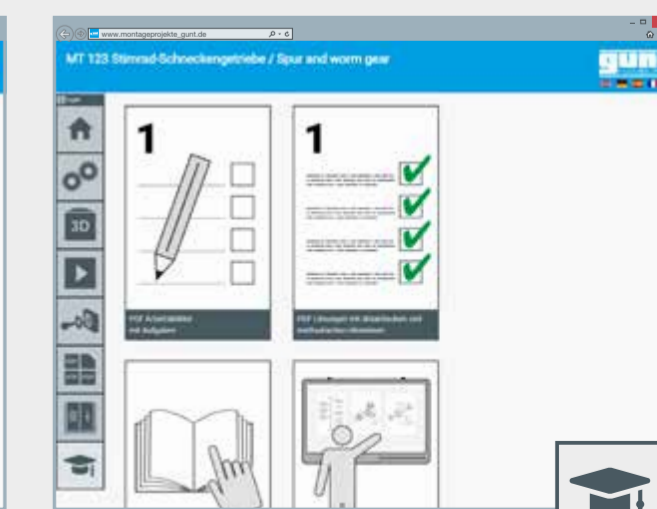 www.montageprojekte_gunt.de
MT 123 Stirnrad-Schneckengetriebe / Spur and worm gear
gunt
3D
1
1
PDF Arbeitsblätter
mit Aufgaben
PDF Lösungen mit didaktischen und
methodischen Hinweisen